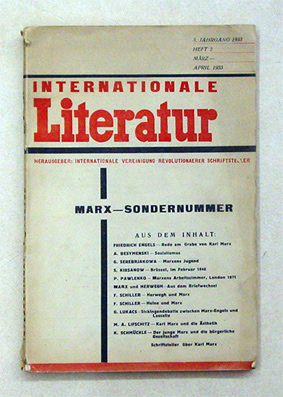 3. JAHRGANG 1933
HEFT 2
MÄRZ—
APRIL 1933
INTERNATIONALE
Literatur
HERAUSGEBER: INTERNATIONALE VEREINIGUNG REVOLUTIONAERER SCHRIFTSTELLER
MARX—SONDERNUMMER
AUS DEM INHALT:
FRIEDRICH ENGELS—Rede am Grabe von Karl Marx
A. BESYMENSKI—Sozialismus
G. SEREBRJAKOWA—Marxens Jugend
S. KIRSANOW—Brüssel, im Februar 1848
P. PAWLENKO—Marxens Arbeitszimmer, London 1871
MARX und HERWEGH—Aus dem Briefwechsel
F. SCHILLER—Herwegh und Marx
F. SCHILLER—Heine und Marx
G. LUKACS—Sickingendebatte zwischen Marx-Engels und
Lassalle
M. A. LIFSCHITZ—Karl Marx und die Ästhetik
K. SCHMÜCKLE—Der junge Marx und die bürgerliche
Gesellschaft
Schriftsteller über Karl Marx